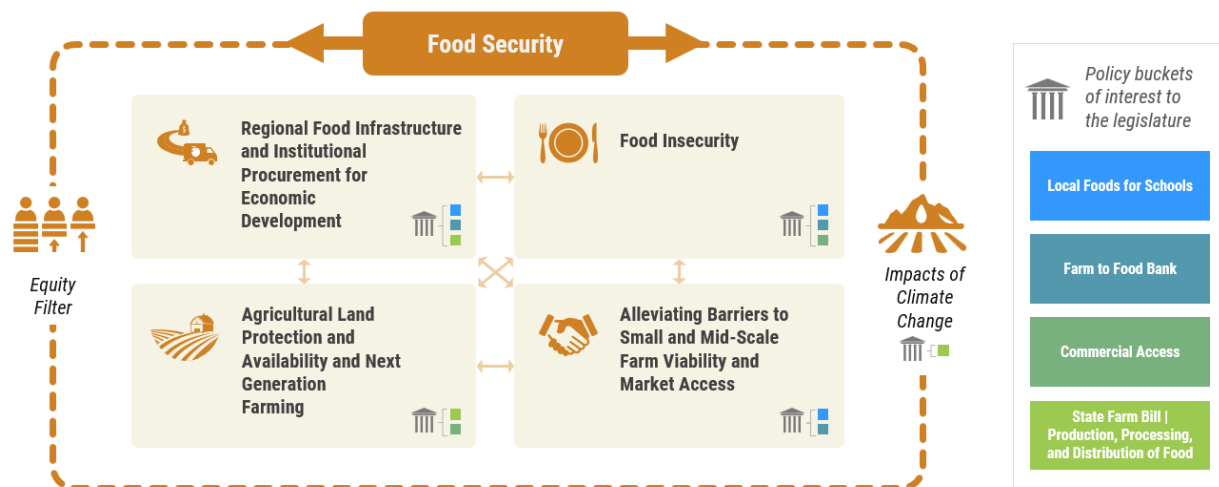 Food Security
Regional Food Infrastructure
and Institutional
Procurement for
Economic
Development
Food Insecurity
Equity
Filter
Agricultural Land
Protection and
Availability and Next
Generation
Farming
Alleviating Barriers to
Small and Mid-Scale
Farm Viability and
Market Access
Impacts of
Climate
Change
Policy buckets
of interest to
the legislature
Local Foods for Schools
Farm to Food Bank
Commercial Access
State Farm Bill |
Production, Processing,
and Distribution of Food